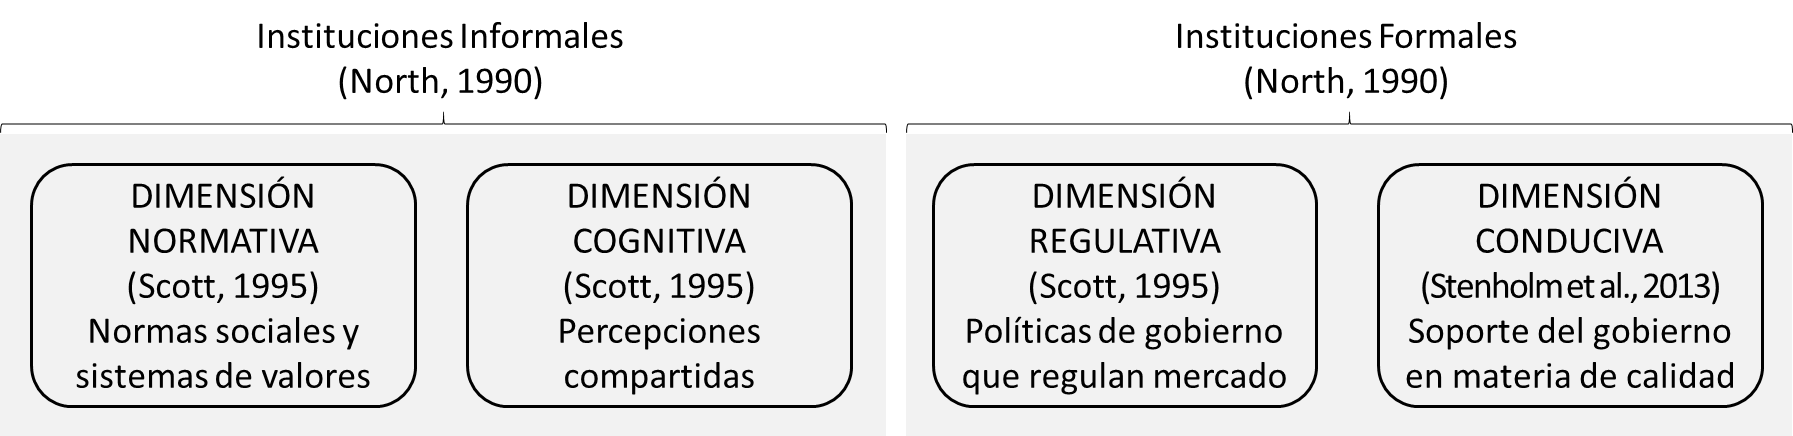 Instituciones Informales
(North, 1990)
DIMENSIÓN
NORMATIVA
(Scott, 1995)
Normas sociales y
sistemas de valores
DIMENSIÓN
COGNITIVA
(Scott, 1995)
Percepciones
compartidas
Instituciones Formales
(North, 1990)
DIMENSIÓN
REGULATIVA
(Scott, 1995)
Políticas de gobierno
que regulan mercado
DIMENSIÓN
CONDUCIVA
(Stenholm et al., 2013)
Soporte del gobierno
en materia de calidad